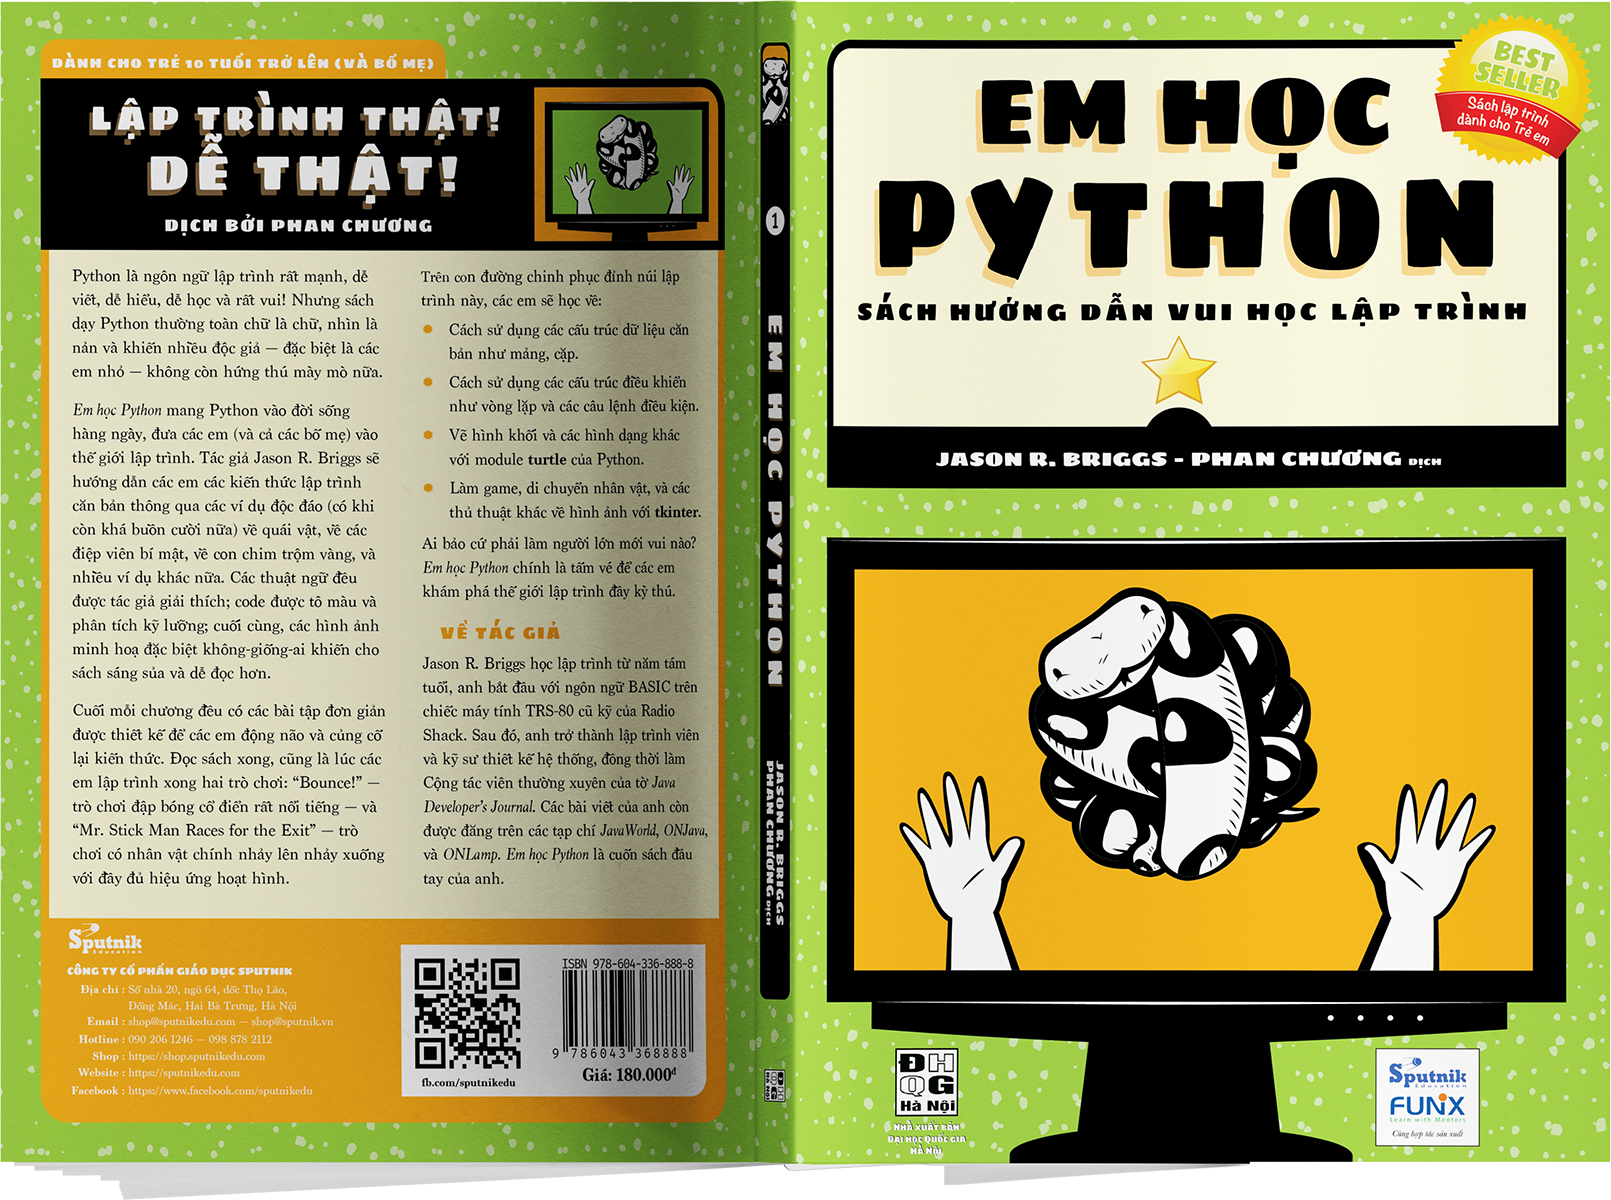 DÀNH CHO TRẺ 10 TUỔI TRỞ LÊN (VÀ BỐ MẸ)
LẬP TRÌNH THẬT!
DỄ THẬT!
DỊCH BỞI PHAN CHƯƠNG
Python là ngôn ngữ lập trình rất mạnh, dễ
viết, dễ hiểu, dễ học và rất vui! Nhưng sách
dạy Python thường toàn chữ là chữ, nhìn là
nản và khiến nhiều độc giả — đặc biệt là các
em nhỏ — không còn hứng thú mày mò nữa.
Em học Python mang Python vào đời sống
hàng ngày, đưa các em (và cả các bố mẹ) vào
thế giới lập trình. Tác giả Jason R. Briggs sẽ
hướng dẫn các em các kiến thức lập trình
căn bản thông qua các ví dụ độc đáo (có khi
còn khá buồn cười nữa) về quái vật, về các
điệp viên bí mật, về con chim trộm vàng, và
nhiều ví dụ khác nữa. Các thuật ngữ đều
được tác giả giải thích; code được tô màu và
phân tích kỹ lưỡng; cuối cùng, các hình ảnh
minh hoạ đặc biệt không-giống-ai khiến cho
sách sáng sủa và dễ đọc hơn.
Cuối mỗi chương đều có các bài tập đơn giản
được thiết kế để các em động não và củng cố
lại kiến thức. Đọc sách xong, cũng là lúc các
em lập trình xong hai trò chơi: “Bounce!” —
trò chơi đập bóng cổ điển rất nổi tiếng — và
“Mr. Stick Man Races for the Exit” — trò
chơi có nhân vật chính nhảy lên nhảy xuống
với đầy đủ hiệu ứng hoạt hình.
Trên con đường chinh phục đỉnh núi lập
trình này, các em sẽ học về:
Cách sử dụng các cấu trúc dữ liệu căn
bản như mảng, cặp.
Cách sử dụng các cấu trúc điều khiển
như vòng lặp và các câu lệnh điều kiện.
Vẽ hình khối và các hình dạng khác
với module turtle của Python.
Làm game, di chuyển nhân vật, và các
thủ thuật khác về hình ảnh với tkinter.
Ai bảo cứ phải làm người lớn mới vui nào?
Em học Python chính là tấm vé để các em
khám phá thế giới lập trình đầy kỳ thú.
VỀ TÁC GIẢ
Jason R. Briggs học lập trình từ năm tám
tuổi, anh bắt đầu với ngôn ngữ BASIC trên
chiếc máy tính TRS-80 cũ kỹ của Radio
Shack. Sau đó, anh trở thành lập trình viên
và kỹ sư thiết kế hệ thống, đồng thời làm
Cộng tác viên thường xuyên của tờ Java
Developer’s Journal. Các bài viết của anh còn
được đăng trên các tạp chí JavaWorld, ONJava,
và ONLamp. Em học Python là cuốn sách đầu
tay của anh.
Sputnik
Education
CÔNG TY CỔ PHẦN GIÁO DỤC SPUTNIK
Địa chỉ : Số nhà 20, ngõ 64, dốc Thọ Lão,
Đống Mác, Hai Bà Trưng, Hà Nội
Email : shop@sputnikedu.com — shop@sputnik.vn
Hotline : 090 206 1246 — 098 878 2112
Shop : https://shop.sputnikedu.com
Website : https://sputnikedu.com
Facebook : https://www.facebook.com/sputnikedu
fb.com/sputnikedu
ISBN 978-604-336-888-8
9 786043 368888
Giá: 180.000đ
1
EM HỌC PYTHON
JASON R. BRIGGS
PHAN CHƯƠNG DỊCH
ĐHQG
HÀ NỘI
EM HỌC
PYTHON
SÁCH HƯỚNG DẪN VUI HỌC LẬP TRÌNH
BEST
SELLER
Sách lập trình
dành cho Trẻ em
JASON R. BRIGGS - PHAN CHƯƠNG DỊCH
ĐH
QG
Hà Nội
NHÀ XUẤT BẢN
ĐẠI HỌC QUỐC GIA
HÀ NỘI
Sputnik
Education
FUNiX
Learn with Mentors
Cùng hợp tác sản xuất